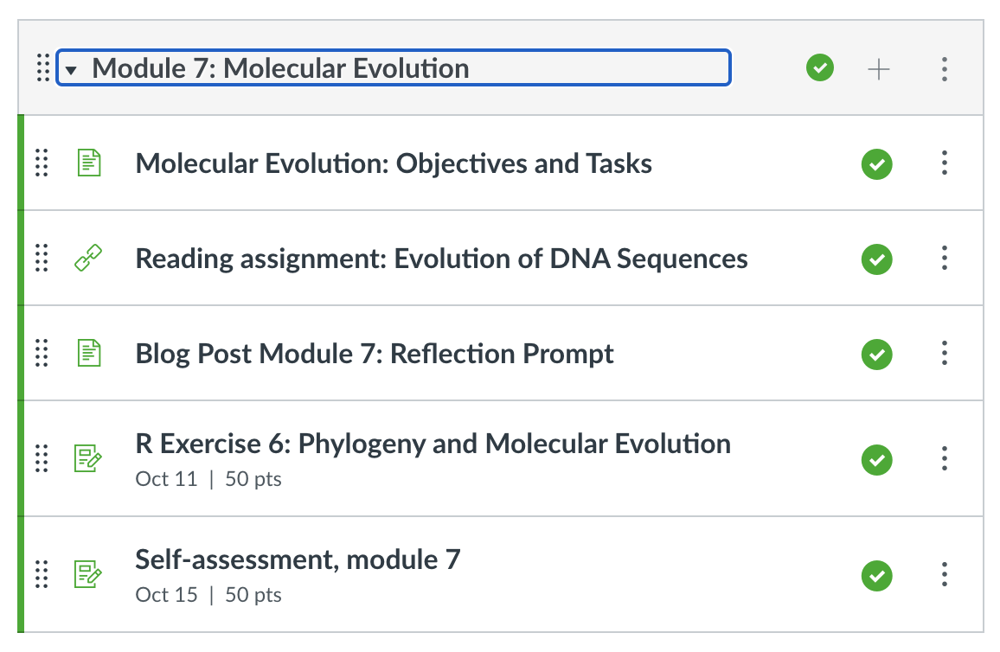 Module 7: Molecular Evolution
Molecular Evolution: Objectives and Tasks
Reading assignment: Evolution of DNA Sequences
Blog Post Module 7: Reflection Prompt
R Exercise 6: Phylogeny and Molecular Evolution
Oct 11 | 50 pts
Self-assessment, module 7
Oct 15 | 50 pts